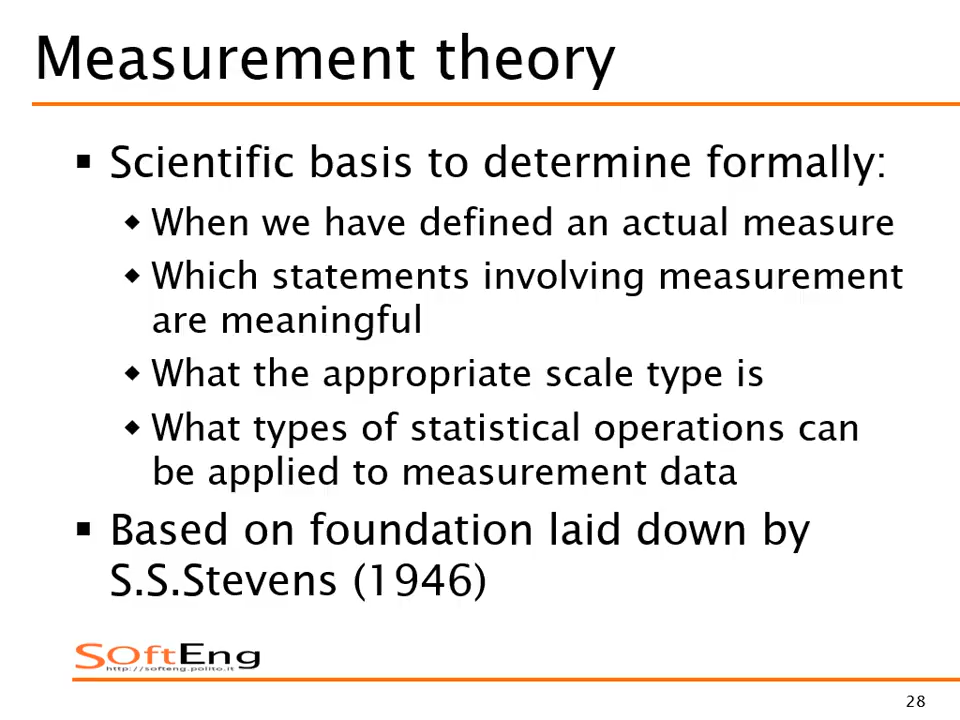 Measurement theory
▪ Scientific basis to determine formally:
◆ When we have defined an actual measure
◆ Which statements involving measurement
are meaningful
◆ What the appropriate scale type is
◆ What types of statistical operations can
be applied to measurement data
▪ Based on foundation laid down by
S.S.Stevens (1946)
SoftEng
http://softeng.polito.it
28